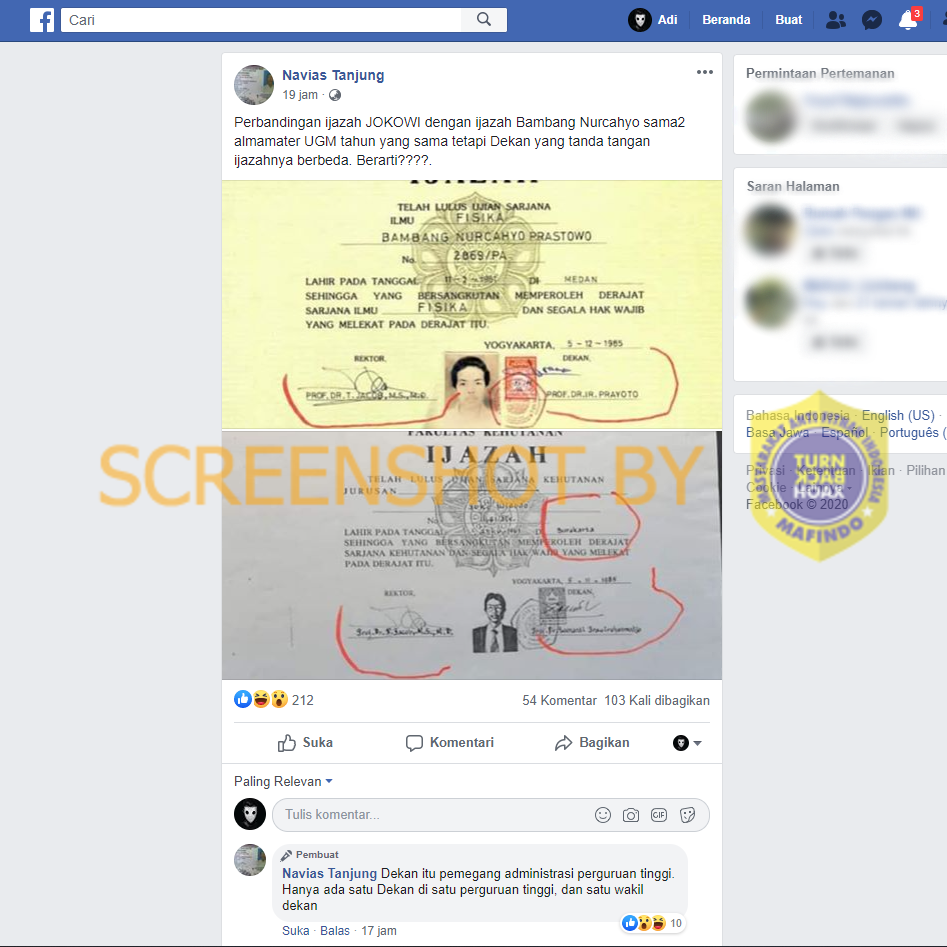 Cari
Adi
Beranda
Buat
3
Navias Tanjung
19 jam ·
Perbandingan ijazah JOKOWI dengan ijazah Bambang Nurcahyo sama2
almamater UGM tahun yang sama tetapi Dekan yang tanda tangan
ijazahnya berbeda. Berarti????.
IJAZAH
TELAH LULUS UJIAN SARJANA
ILMU FISIKA
BAMBANG NURCAHYO PRASTOWO
No. 2869/PA.
LAHIR PADA TANGGAL DI MEDAN
SEHINGGA YANG BERSANGKUTAN MEMPEROLEH DERAJAT
SARJANA ILMU FISIKA DAN SEGALA HAK WAJIB
YANG MELEKAT PADA DERAJAT ITU.
YOGYAKARTA, 5 - 12 - 1985
REKTOR, DEKAN,
PROF. DR. T. JACOB, M.S., M.D. PROF. DR. IR. PRAYOTO
FAKULTAS KEHUTANAN
IJAZAH
TELAH LULUS UJIAN SARJANA KEHUTANAN
JURUSAN
No.
LAHIR PADA TANGGAL DI Surakarta
SEHINGGA YANG BERSANGKUTAN MEMPEROLEH DERAJAT
SARJANA KEHUTANAN DAN SEGALA HAK WAJIB YANG MELEKAT
PADA DERAJAT ITU.
YOGYAKARTA, 5 - 11 - 1985
REKTOR, DEKAN,
SCREENSHOT BY
212
54 Komentar 103 Kali dibagikan
Suka
Komentari
Bagikan
Paling Relevan
Tulis komentar...
GIF
Pembuat
Navias Tanjung Dekan itu pemegang administrasi perguruan tinggi.
Hanya ada satu Dekan di satu perguruan tinggi, dan satu wakil
dekan
10
Suka · Balas · 17 jam
Permintaan Pertemanan
Saran Halaman
Bahasa Indonesia · English (US) ·
Basa Jawa · Español · Português (
Privasi · Ketentuan · Iklan · Pilihan
Cookie ·
Facebook © 2020
MASYARAKAT ANTI FITNAH INDONESIA
TURN
BACK
HOAX
MAFINDO